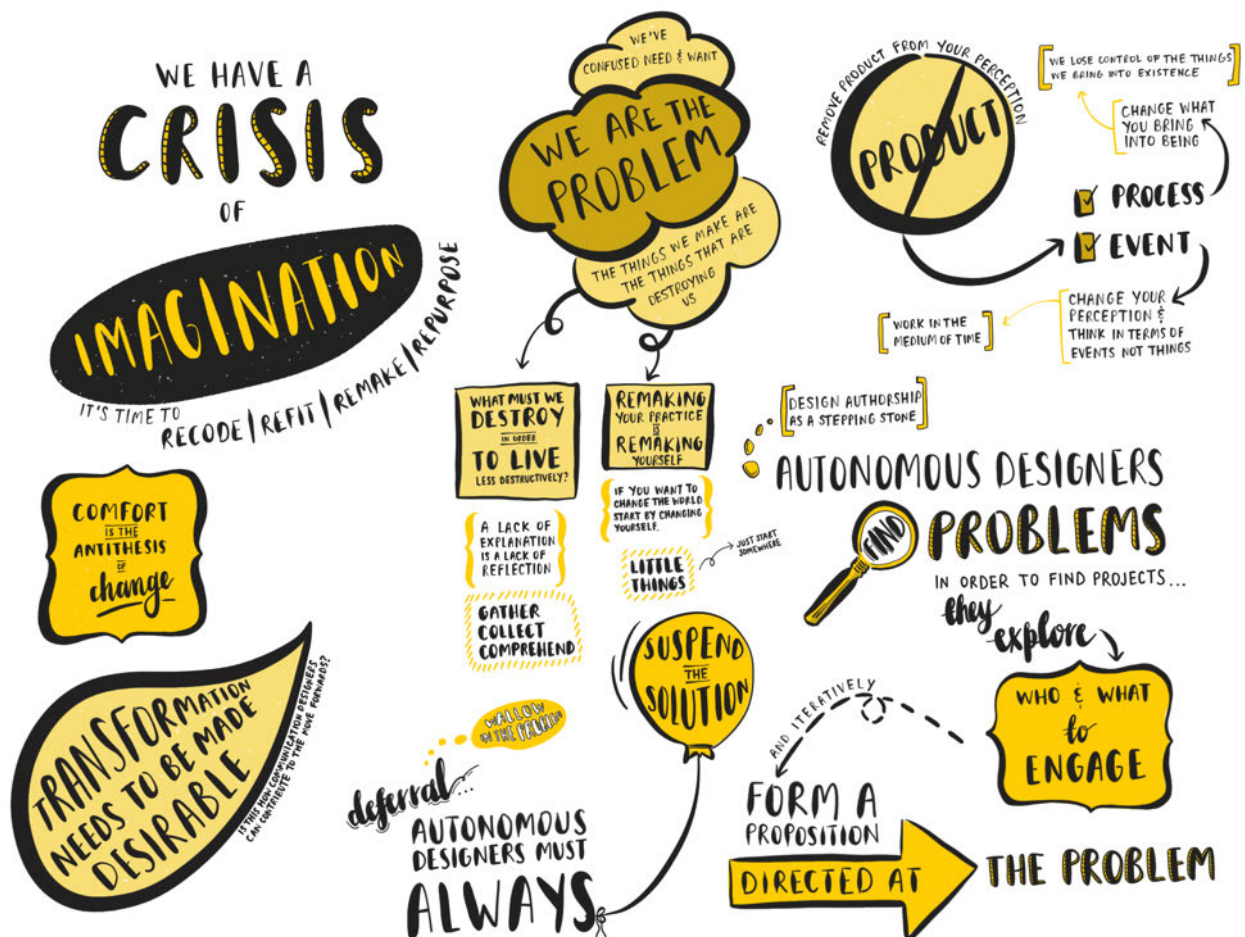 WE HAVE A
CRISIS
OF
IMAGINATION
IT'S TIME TO
RECODE / REFIT / REMAKE / REPURPOSE
COMFORT
IS THE
ANTITHESIS
OF
change
TRANSFORMATION
NEEDS TO BE MADE
DESIRABLE
IS THIS HOW COMMUNICATION DESIGNERS
CAN CONTRIBUTE TO THE MOVE FORWARDS?
WE'VE
CONFUSED NEED & WANT
WE ARE THE
PROBLEM
THE THINGS WE MAKE ARE
THE THINGS THAT ARE
DESTROYING
US
WHAT MUST WE
DESTROY
IN ORDER
TO LIVE
LESS DESTRUCTIVELY?
A LACK OF
EXPLANATION
IS A LACK OF
REFLECTION
GATHER
COLLECT
COMPREHEND
REMAKING
YOUR PRACTICE
IS
REMAKING
YOURSELF
IF YOU WANT TO
CHANGE THE WORLD
START BY CHANGING
YOURSELF.
LITTLE
THINGS
JUST START
SOMEWHERE
WALLOW
IN THE PROBLEM
deferral...
AUTONOMOUS
DESIGNERS MUST
ALWAYS
SUSPEND
THE
SOLUTION
REMOVE PRODUCT FROM YOUR PERCEPTION
PRODUCT
PROCESS
EVENT
CHANGE WHAT
YOU BRING
INTO BEING
WE LOSE CONTROL OF THE THINGS
WE BRING INTO EXISTENCE
CHANGE YOUR
PERCEPTION &
THINK IN TERMS OF
EVENTS NOT THINGS
WORK IN THE
MEDIUM OF TIME
DESIGN AUTHORSHIP
AS A STEPPING STONE
AUTONOMOUS DESIGNERS
FIND
PROBLEMS
IN ORDER TO FIND PROJECTS...
they
explore
WHO & WHAT
to
ENGAGE
AND ITERATIVELY
FORM A
PROPOSITION
DIRECTED AT
THE PROBLEM